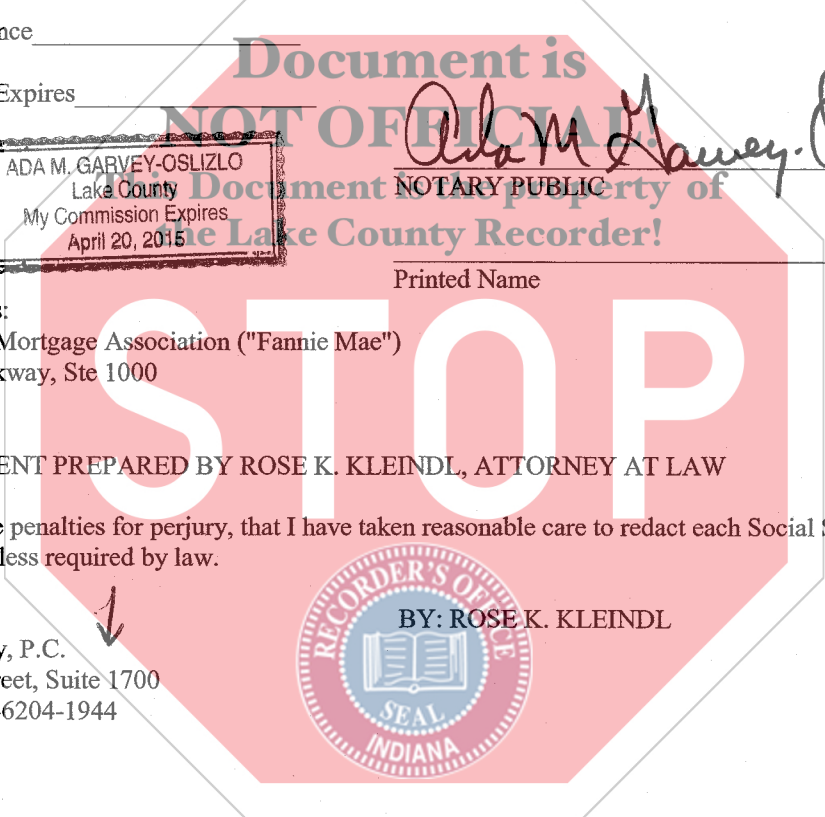 nce
Document is
Expires
NOT OFFICIAL!
Ada M Garvey-
ADA M. GARVEY-OSLIZLO
Lake County
My Commission Expires
April 20, 2015
This Document is the property of
the Lake County Recorder!
NOTARY PUBLIC
Printed Name
s:
Mortgage Association ("Fannie Mae")
kway, Ste 1000
STOP
ENT PREPARED BY ROSE K. KLEINDL, ATTORNEY AT LAW
e penalties for perjury, that I have taken reasonable care to redact each Social S
less required by law.
RECORDER'S OFFICE
SEAL
INDIANA
BY: ROSE K. KLEINDL
y, P.C.
reet, Suite 1700
6204-1944